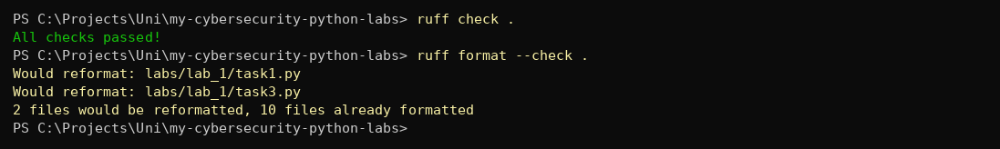 PS C:\Projects\Uni\my-cybersecurity-python-labs> ruff check .
All checks passed!
PS C:\Projects\Uni\my-cybersecurity-python-labs> ruff format --check .
Would reformat: labs/lab_1/task1.py
Would reformat: labs/lab_1/task3.py
2 files would be reformatted, 10 files already formatted
PS C:\Projects\Uni\my-cybersecurity-python-labs>